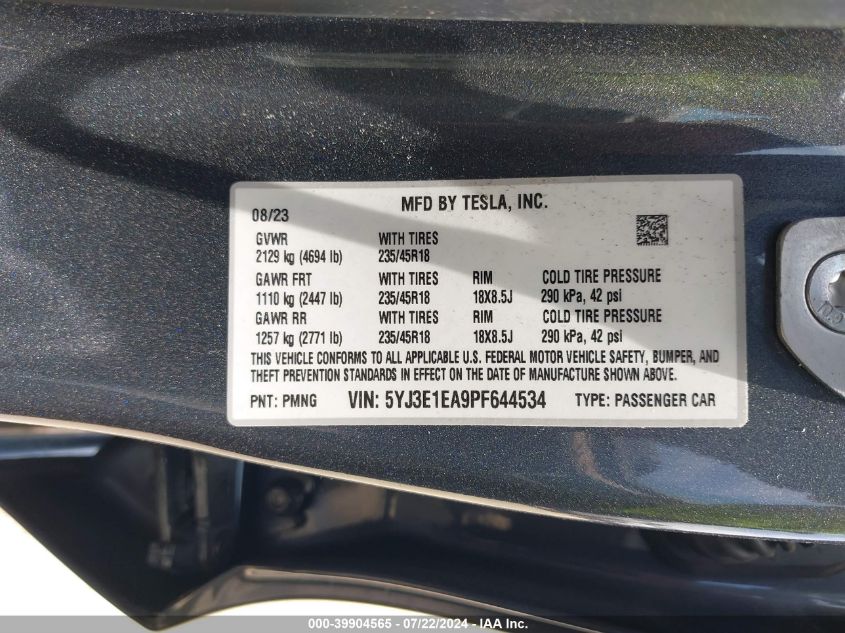 MFD BY TESLA, INC.
08/23
GVWR WITH TIRES
2129 kg (4694 lb) 235/45R18
GAWR FRT WITH TIRES RIM COLD TIRE PRESSURE
1110 kg (2447 lb) 235/45R18 18X8.5J 290 kPa, 42 psi
GAWR RR WITH TIRES RIM COLD TIRE PRESSURE
1257 kg (2771 lb) 235/45R18 18X8.5J 290 kPa, 42 psi
THIS VEHICLE CONFORMS TO ALL APPLICABLE U.S. FEDERAL MOTOR VEHICLE SAFETY, BUMPER, AND
THEFT PREVENTION STANDARDS IN EFFECT ON THE DATE OF MANUFACTURE SHOWN ABOVE.
PNT: PMNG VIN: 5YJ3E1EA9PF644534 TYPE: PASSENGER CAR
000-39904565 - 07/22/2024 - IAA Inc.